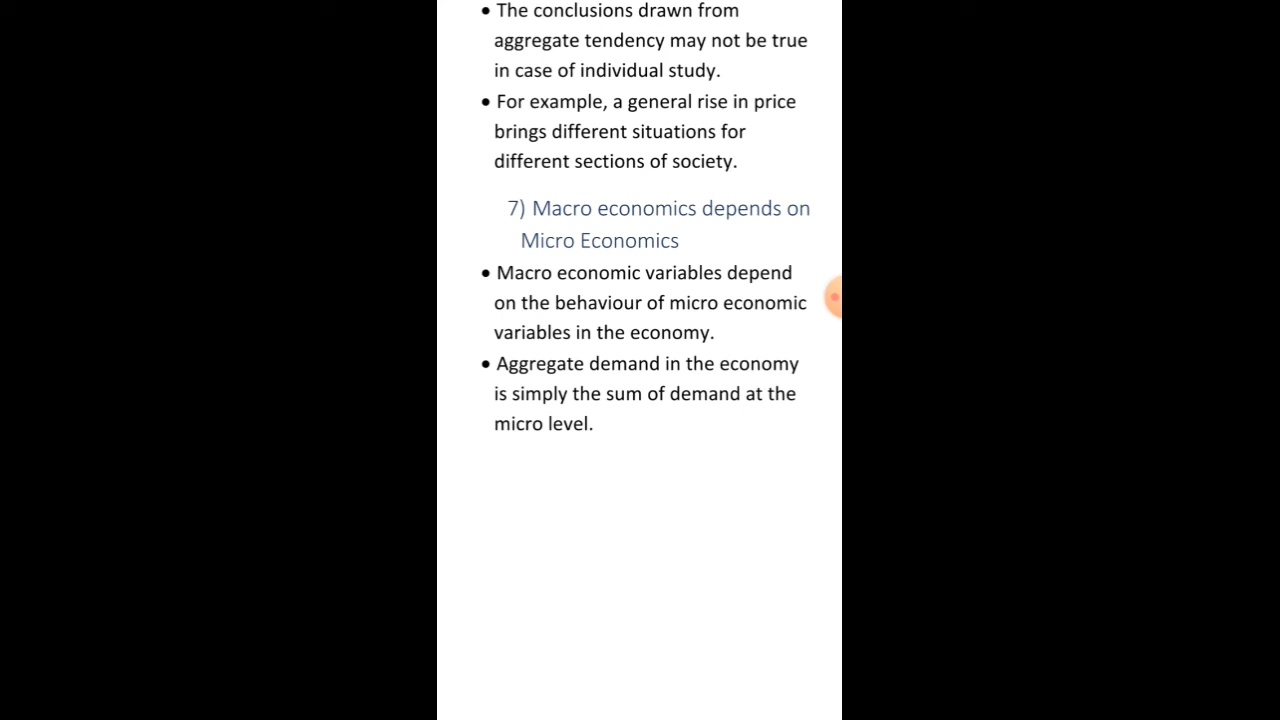 • The conclusions drawn from
aggregate tendency may not be true
in case of individual study.
• For example, a general rise in price
brings different situations for
different sections of society.
7) Macro economics depends on
Micro Economics
• Macro economic variables depend
on the behaviour of micro economic
variables in the economy.
• Aggregate demand in the economy
is simply the sum of demand at the
micro level.